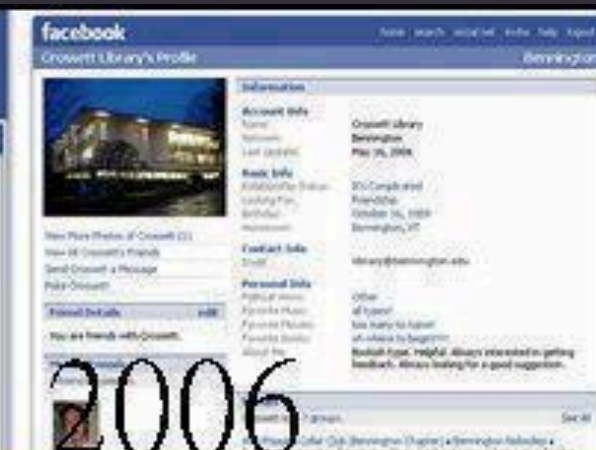 facebook
home search social net invite help logout
Crossett Library's Profile Bennington
Information
Account Info
Name: Crossett Library
Network: Bennington
Last Update: May 16, 2006
Basic Info
Relationship Status: It's Complicated
Looking For: Friendship
Birthday: October 16, 1959
Hometown: Bennington, VT
Contact Info
Email: library@bennington.edu
Personal Info
Political Views: Other
Favorite Music: all types!
Favorite Movies: too many to name!
Favorite Books: oh where to begin!!!
About Me: Bookish type. Helpful. Always interested in getting
feedback. Always looking for a good suggestion.
View More Photos of Crossett (1)
View All Crossett's Friends
Send Crossett a Message
Poke Crossett
Friend Details edit
You are friends with Crossett.
2006
groups.
See All